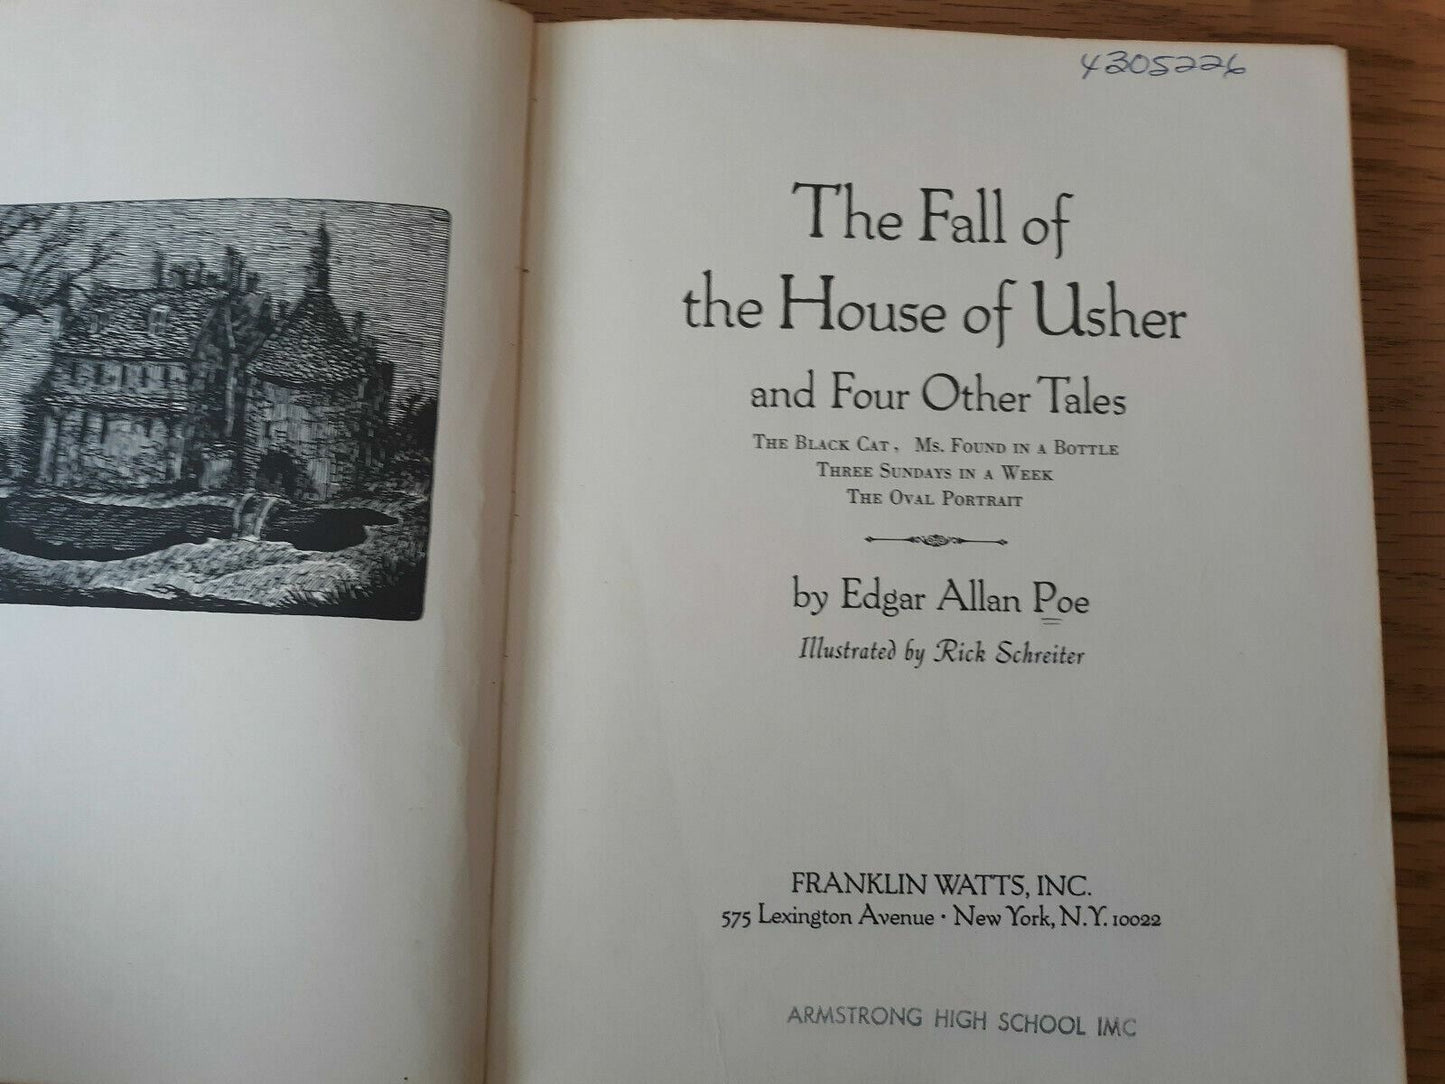 4305226
The Fall of
the House of Usher
and Four Other Tales
THE BLACK CAT, MS. FOUND IN A BOTTLE
THREE SUNDAYS IN A WEEK
THE OVAL PORTRAIT
by Edgar Allan Poe
Illustrated by Rick Schreiter
FRANKLIN WATTS, INC.
575 Lexington Avenue · New York, N.Y. 10022
ARMSTRONG HIGH SCHOOL IMC